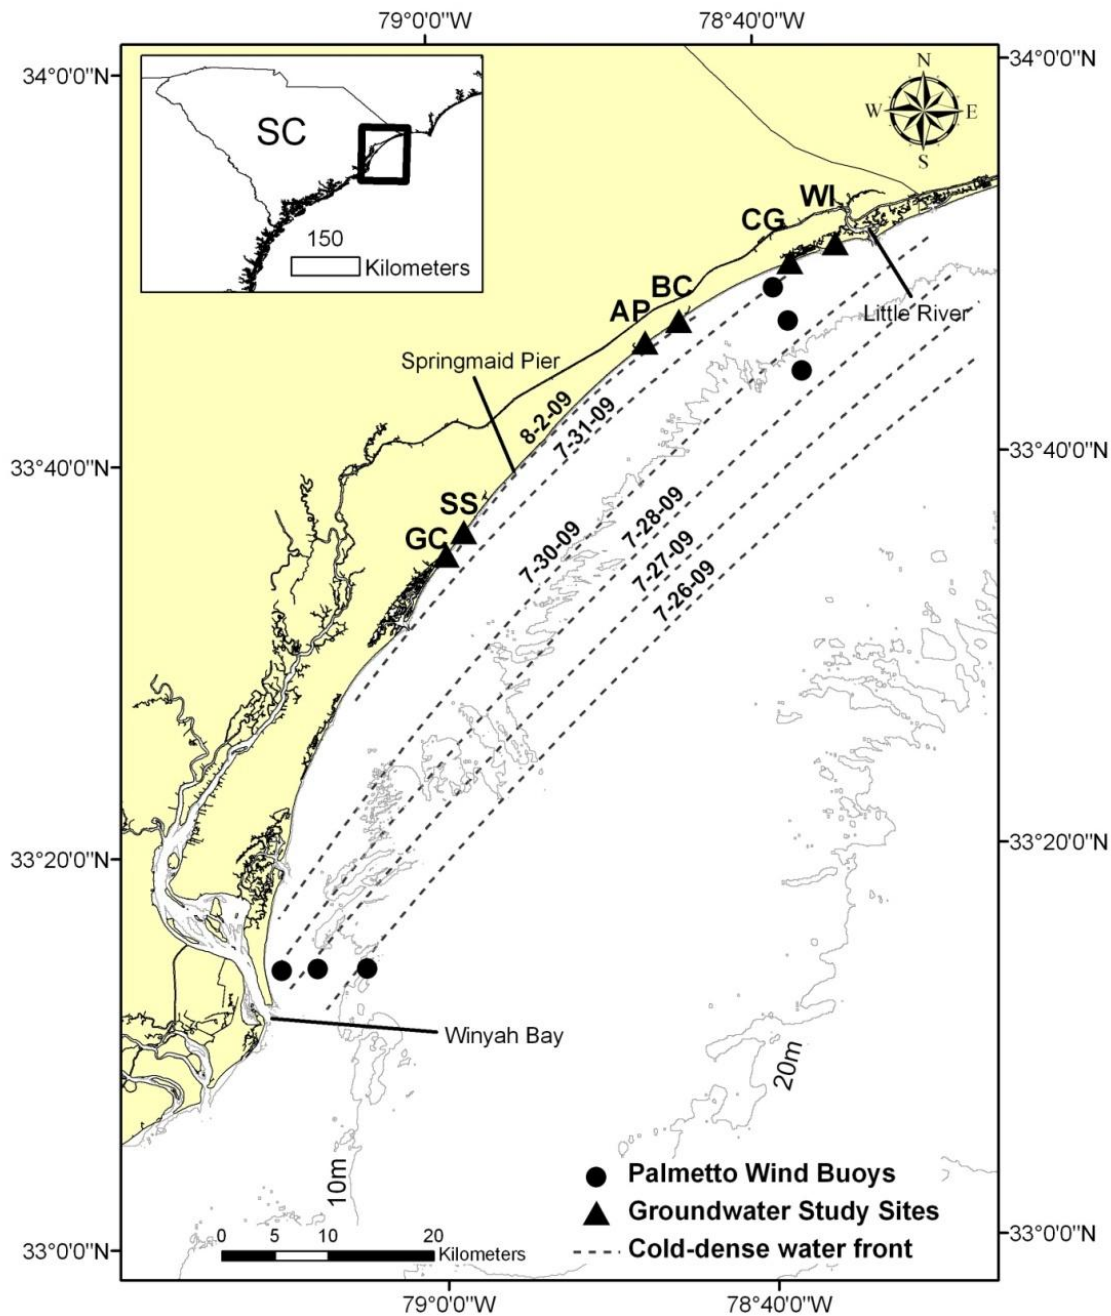 79°0'0"W
78°40'0"W
34°0'0"N
34°0'0"N
SC
150
Kilometers
N
W
E
S
WI
CG
BC
AP
Little River
Springmaid Pier
8-2-09
7-31-09
33°40'0"N
33°40'0"N
SS
GC
7-30-09
7-28-09
7-27-09
7-26-09
33°20'0"N
33°20'0"N
Winyah Bay
20m
10m
Palmetto Wind Buoys
Groundwater Study Sites
Cold-dense water front
0 5 10 20
Kilometers
33°0'0"N
33°0'0"N
79°0'0"W
78°40'0"W